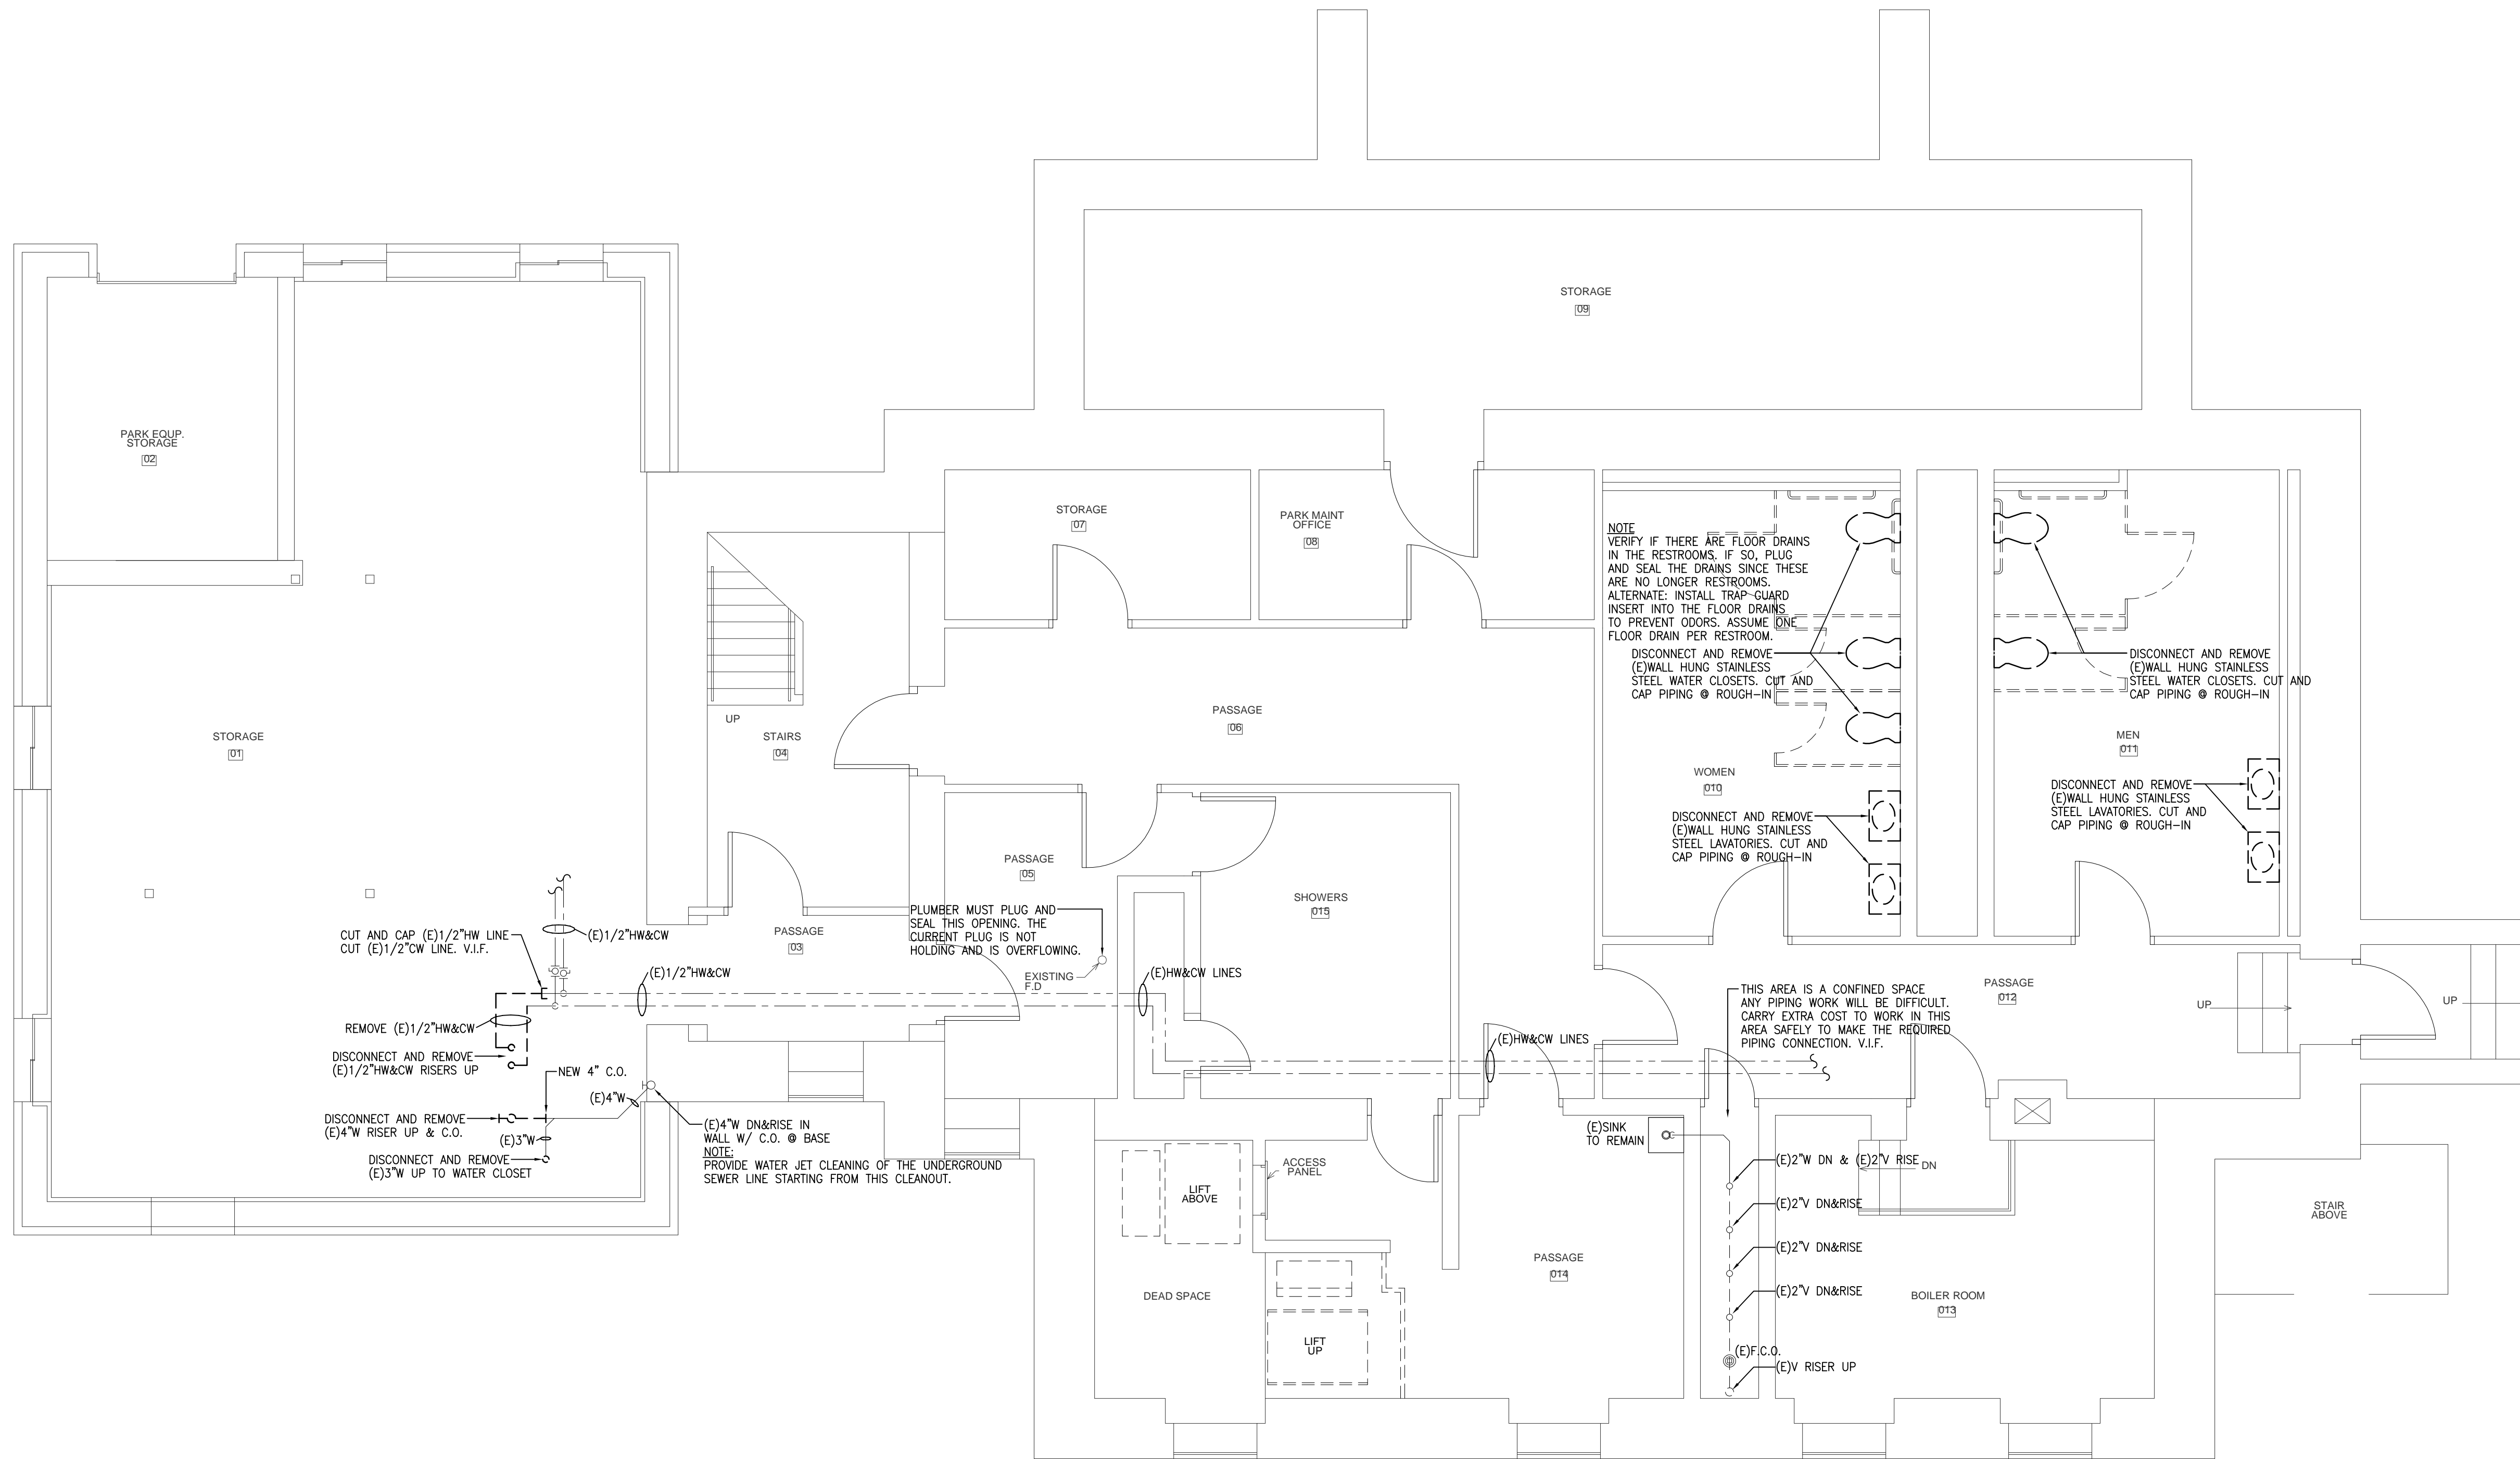 STORAGE
09
PARK EQUP.
STORAGE
02
STORAGE
07
PARK MAINT
OFFICE
08
NOTE
VERIFY IF THERE ARE FLOOR DRAINS
IN THE RESTROOMS. IF SO, PLUG
AND SEAL THE DRAINS SINCE THESE
ARE NO LONGER RESTROOMS.
ALTERNATE: INSTALL TRAP GUARD
INSERT INTO THE FLOOR DRAINS
TO PREVENT ODORS. ASSUME ONE
FLOOR DRAIN PER RESTROOM.
DISCONNECT AND REMOVE
(E)WALL HUNG STAINLESS
STEEL WATER CLOSETS. CUT AND
CAP PIPING @ ROUGH-IN
DISCONNECT AND REMOVE
(E)WALL HUNG STAINLESS
STEEL WATER CLOSETS. CUT AND
CAP PIPING @ ROUGH-IN
STORAGE
01
UP
STAIRS
04
PASSAGE
06
WOMEN
010
MEN
011
DISCONNECT AND REMOVE
(E)WALL HUNG STAINLESS
STEEL LAVATORIES. CUT AND
CAP PIPING @ ROUGH-IN
DISCONNECT AND REMOVE
(E)WALL HUNG STAINLESS
STEEL LAVATORIES. CUT AND
CAP PIPING @ ROUGH-IN
PASSAGE
05
SHOWERS
015
PLUMBER MUST PLUG AND
SEAL THIS OPENING. THE
CURRENT PLUG IS NOT
HOLDING AND IS OVERFLOWING.
EXISTING
F.D
PASSAGE
03
CUT AND CAP (E)1/2"HW LINE
CUT (E)1/2"CW LINE. V.I.F.
(E)1/2"HW&CW
(E)1/2"HW&CW
(E)HW&CW LINES
REMOVE (E)1/2"HW&CW
DISCONNECT AND REMOVE
(E)1/2"HW&CW RISERS UP
NEW 4" C.O.
(E)4"W
DISCONNECT AND REMOVE
(E)4"W RISER UP & C.O.
(E)3"W
DISCONNECT AND REMOVE
(E)3"W UP TO WATER CLOSET
(E)4"W DN&RISE IN
WALL W/ C.O. @ BASE
NOTE:
PROVIDE WATER JET CLEANING OF THE UNDERGROUND
SEWER LINE STARTING FROM THIS CLEANOUT.
(E)HW&CW LINES
THIS AREA IS A CONFINED SPACE
ANY PIPING WORK WILL BE DIFFICULT.
CARRY EXTRA COST TO WORK IN THIS
AREA SAFELY TO MAKE THE REQUIRED
PIPING CONNECTION. V.I.F.
PASSAGE
012
UP
UP
(E)SINK
TO REMAIN
ACCESS
PANEL
LIFT
ABOVE
(E)2"W DN & (E)2"V RISE
DN
(E)2"V DN&RISE
(E)2"V DN&RISE
(E)2"V DN&RISE
(E)F.C.O.
(E)V RISER UP
STAIR
ABOVE
PASSAGE
014
DEAD SPACE
BOILER ROOM
013
LIFT
UP